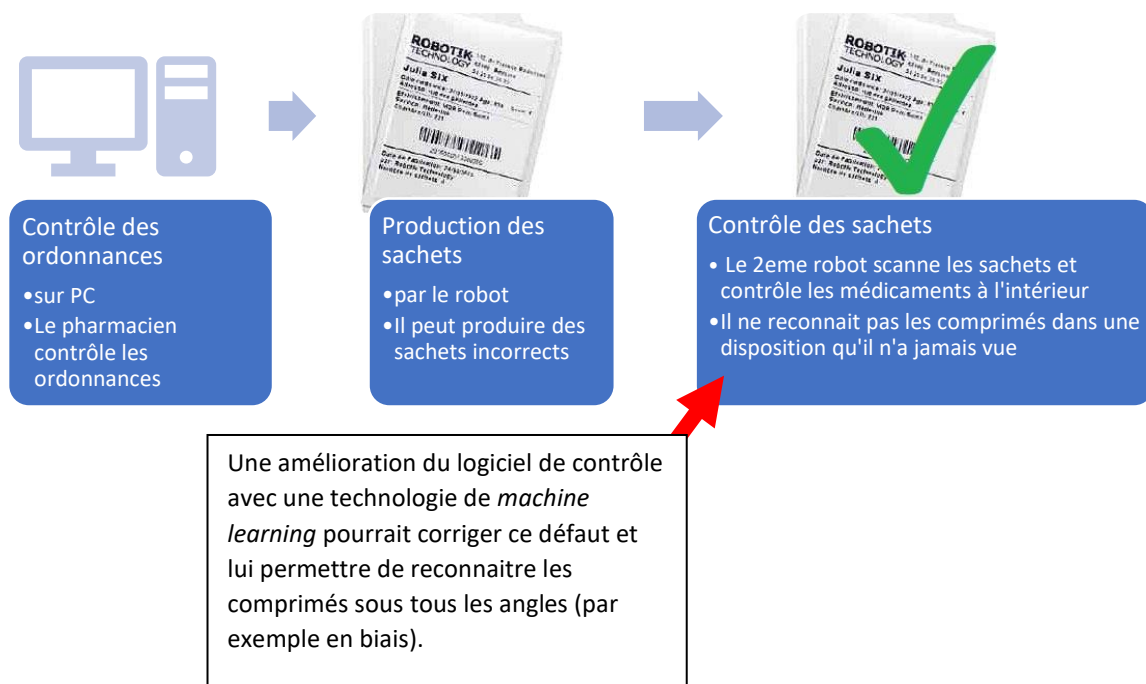 ROBOTIK
TECHNOLOGY
Julia SIX
ROBOTIK
TECHNOLOGY
Julia SIX
Contrôle des
ordonnances
•sur PC
•Le pharmacien
contrôle les
ordonnances
Production des
sachets
•par le robot
•Il peut produire des
sachets incorrects
Contrôle des sachets
• Le 2eme robot scanne les sachets et
contrôle les médicaments à l'intérieur
•Il ne reconnait pas les comprimés dans une
disposition qu'il n'a jamais vue
Une amélioration du logiciel de contrôle
avec une technologie de machine
learning pourrait corriger ce défaut et
lui permettre de reconnaitre les
comprimés sous tous les angles (par
exemple en biais).